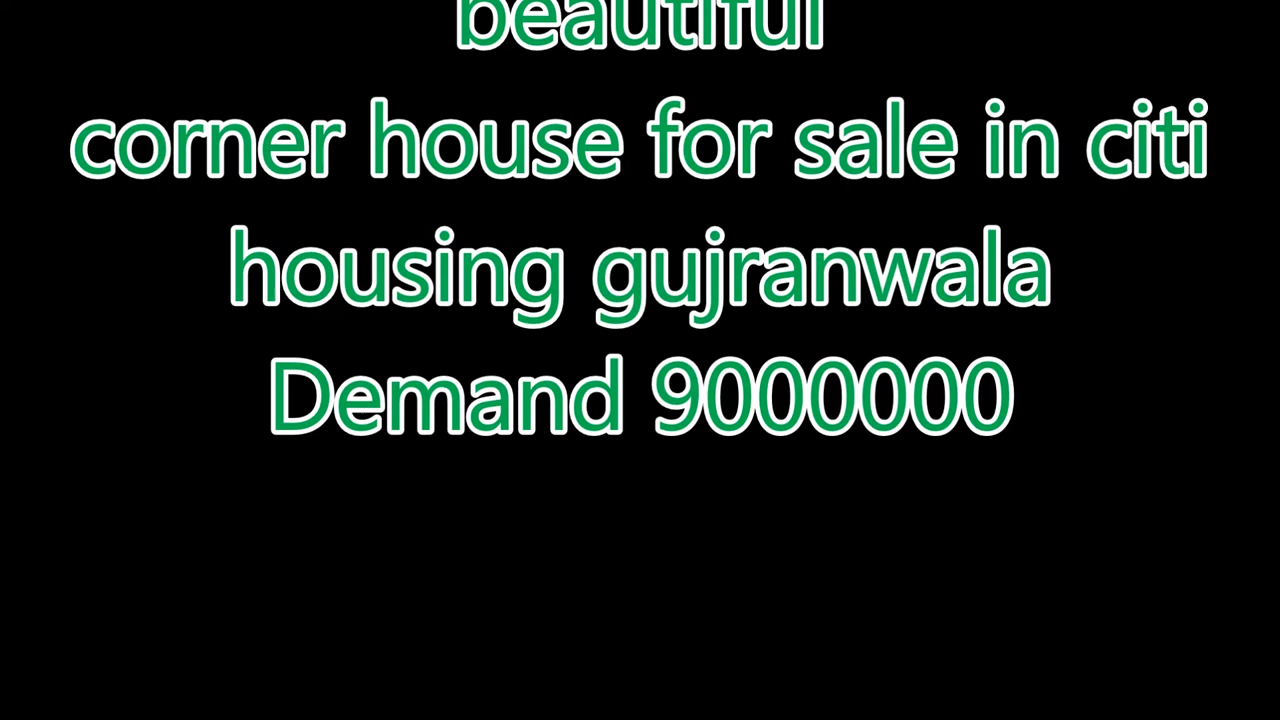 beautiful
corner house for sale in citi
housing gujranwala
Demand 9000000